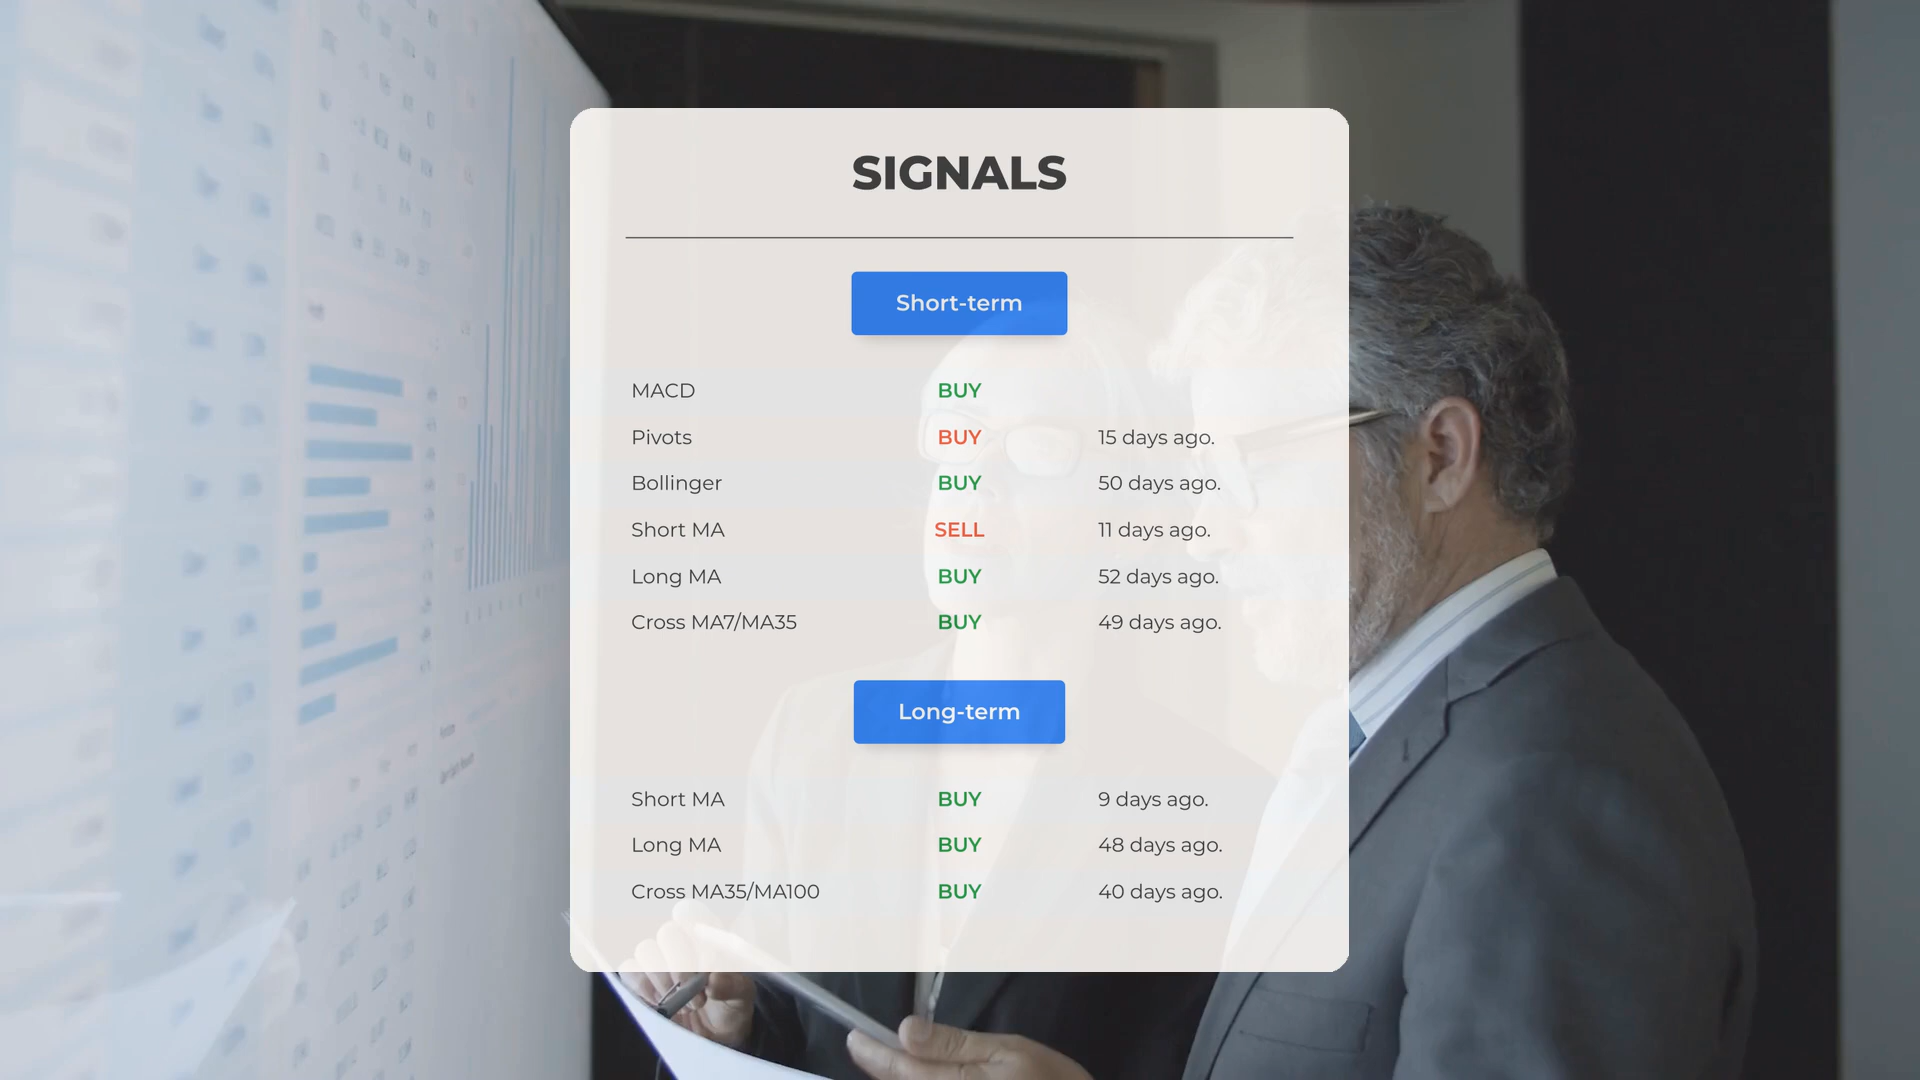 SIGNALS
Short-term
MACD BUY
Pivots BUY 15 days ago.
Bollinger BUY 50 days ago.
Short MA SELL 11 days ago.
Long MA BUY 52 days ago.
Cross MA7/MA35 BUY 49 days ago.
Long-term
Short MA BUY 9 days ago.
Long MA BUY 48 days ago.
Cross MA35/MA100 BUY 40 days ago.